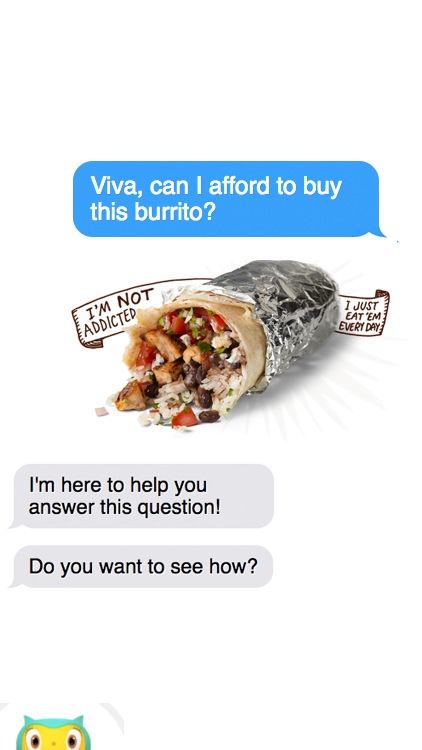 Viva, can I afford to buy
this burrito?
I'M NOT
ADDICTED
I JUST
EAT 'EM
EVERY DAY
I'm here to help you
answer this question!
Do you want to see how?